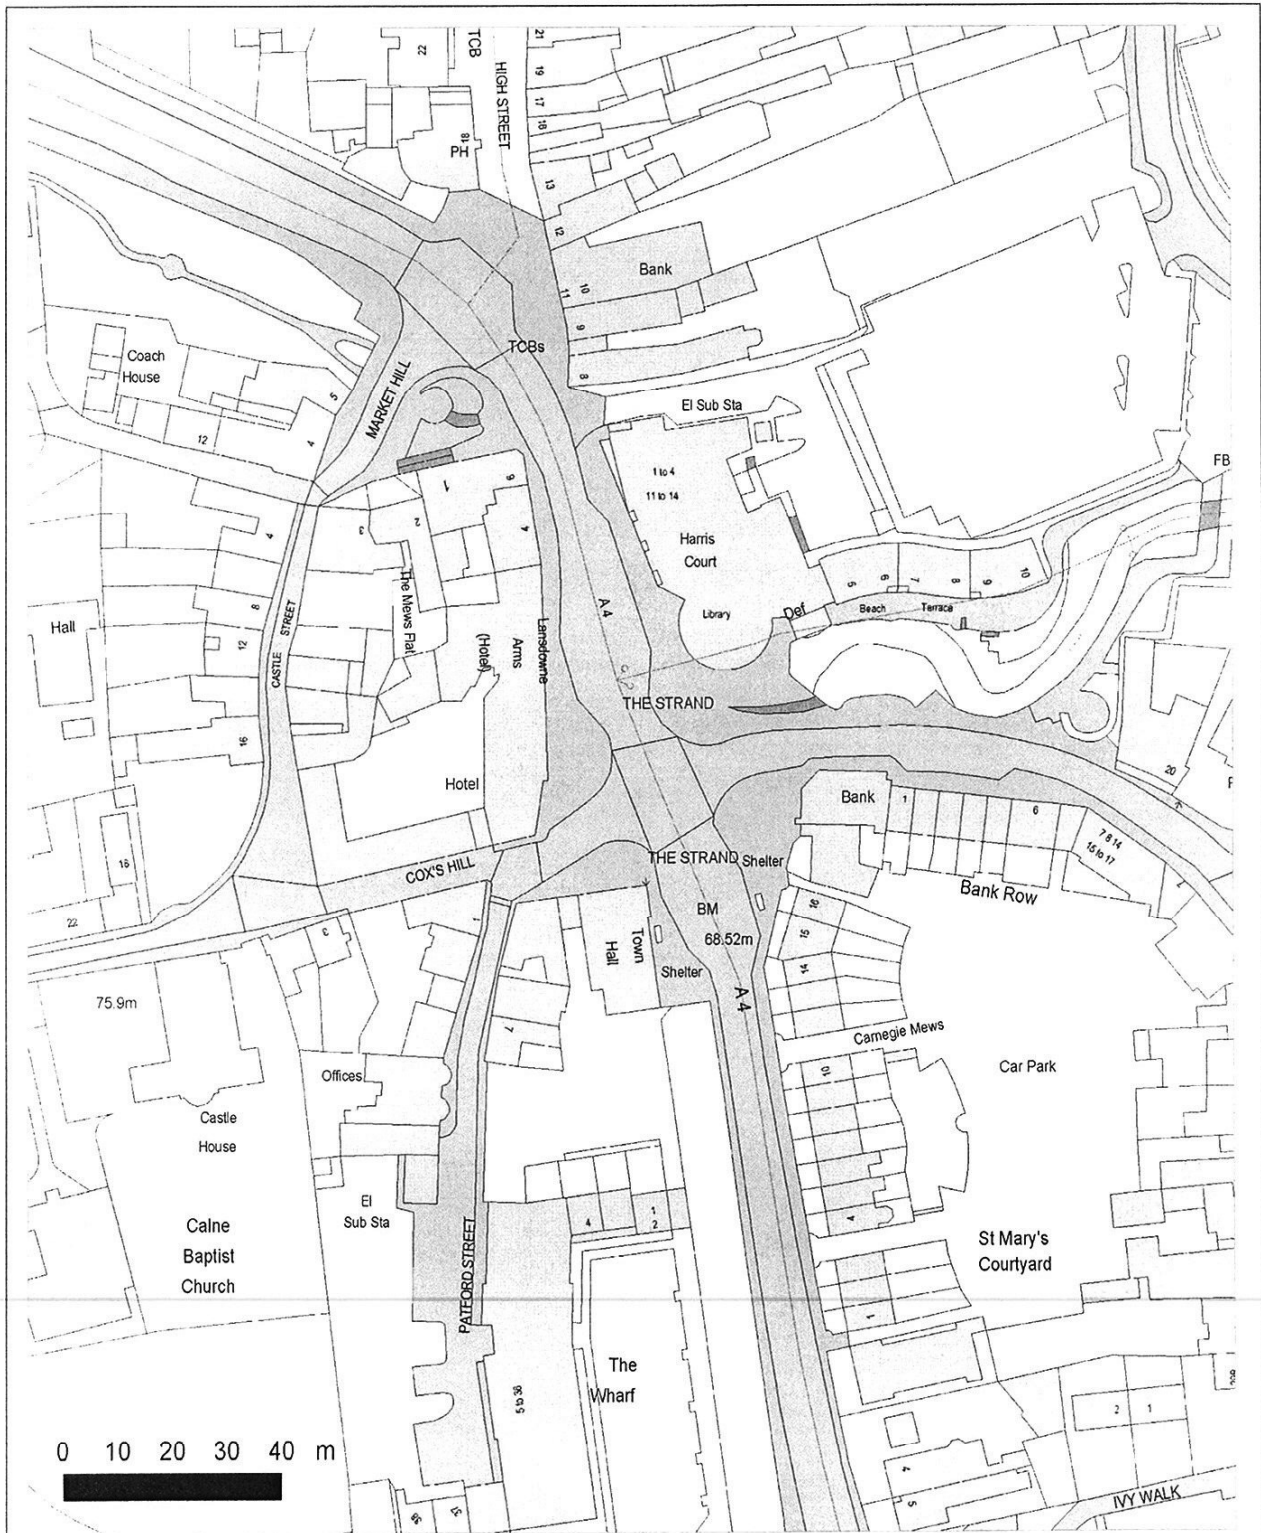 22
TCB
HIGH STREET
21
19
17
16
18
PH
13
12
Bank
11
10
9
8
TCBs
MARKET HILL
Coach
House
5
4
12
El Sub Sta
1 to 4
11 to 14
Harris
Court
Library
Def
FB
5
6
7
8
9
10
Beach Terrace
1
6
4
2
3
4
8
12
16
CASTLE STREET
Hall
The Mews Flat
Lansdowne
Arms
(Hotel)
A 4
THE STRAND
Hotel
COX'S HILL
18
22
3
1
THE STRAND
Shelter
BM
68.52m
Town
Hall
Shelter
A 4
Bank
1
6
7 8 14
15 to 17
20
Bank Row
16
15
14
Carnegie Mews
10
Car Park
75.9m
Castle
House
Offices
7
El
Sub Sta
Calne
Baptist
Church
PATFORD STREET
4
1
2
4
1
St Mary's
Courtyard
The
Wharf
5 to 36
2
1
4
5
IVY WALK
39
37
0 10 20 30 40 m